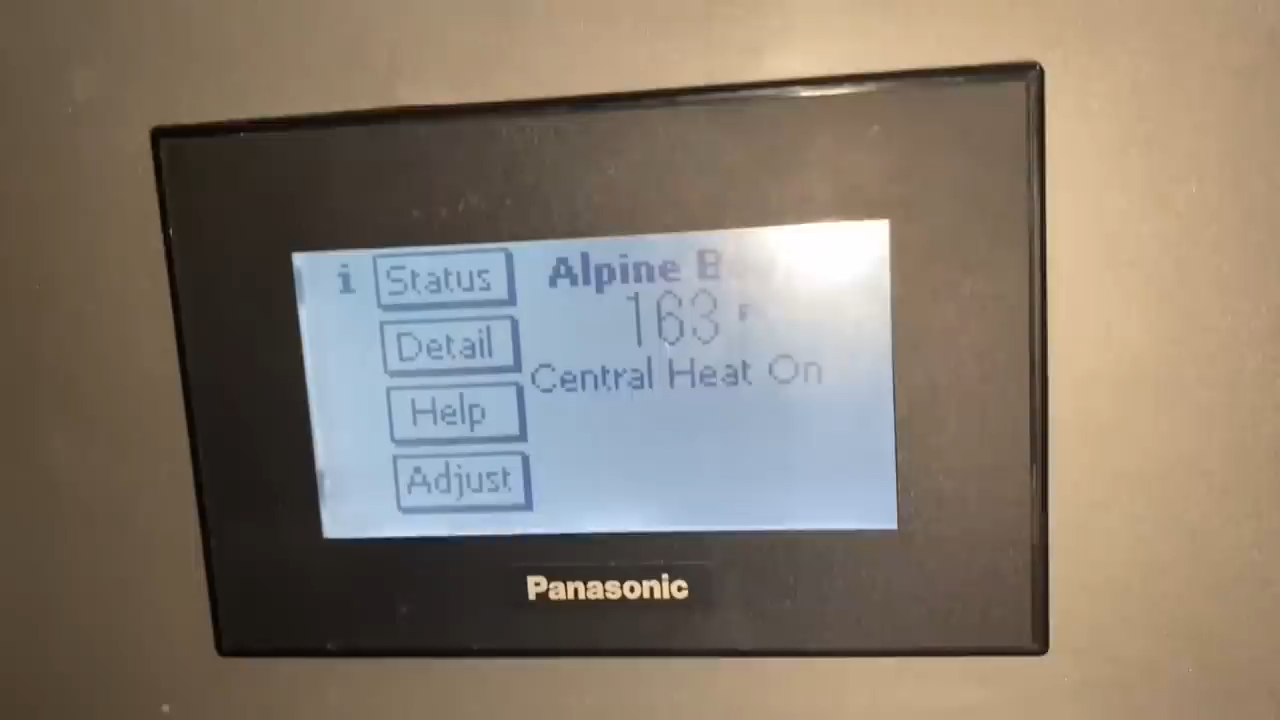 i Status
Alpine B
163 F
Central Heat On
Detail
Help
Adjust
Panasonic